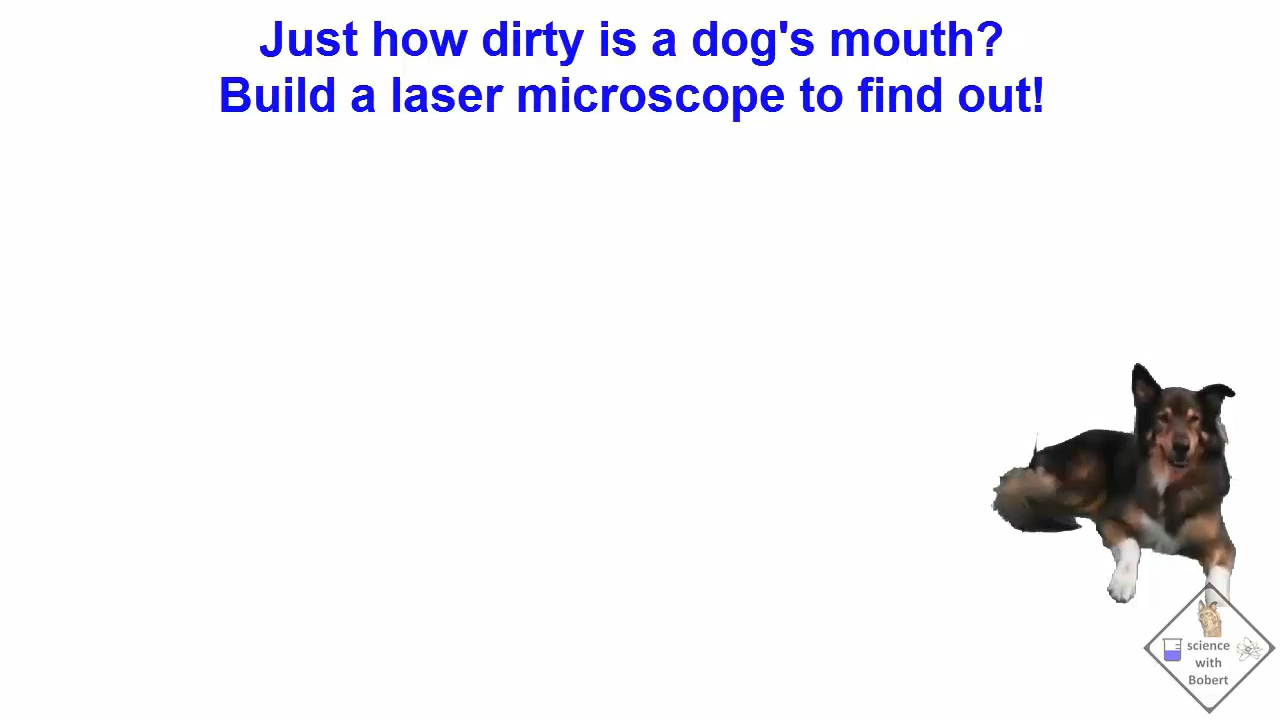 Just how dirty is a dog's mouth?
Build a laser microscope to find out!
science
with
Bobert